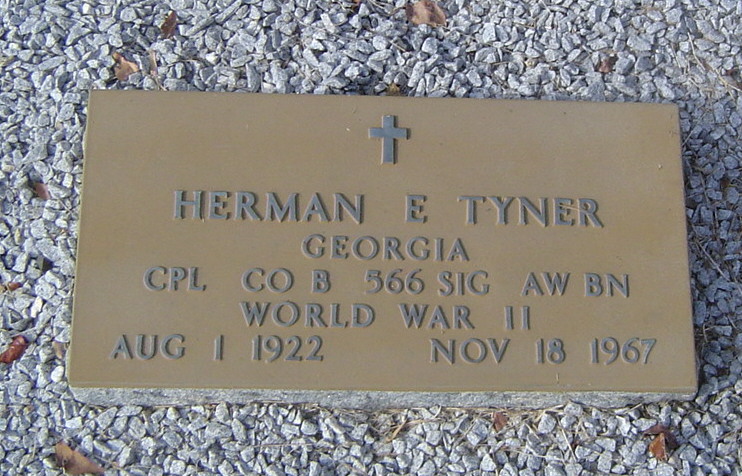 HERMAN E TYNER
GEORGIA
CPL CO B 566 SIG AW BN
WORLD WAR II
AUG 1 1922 NOV 18 1967